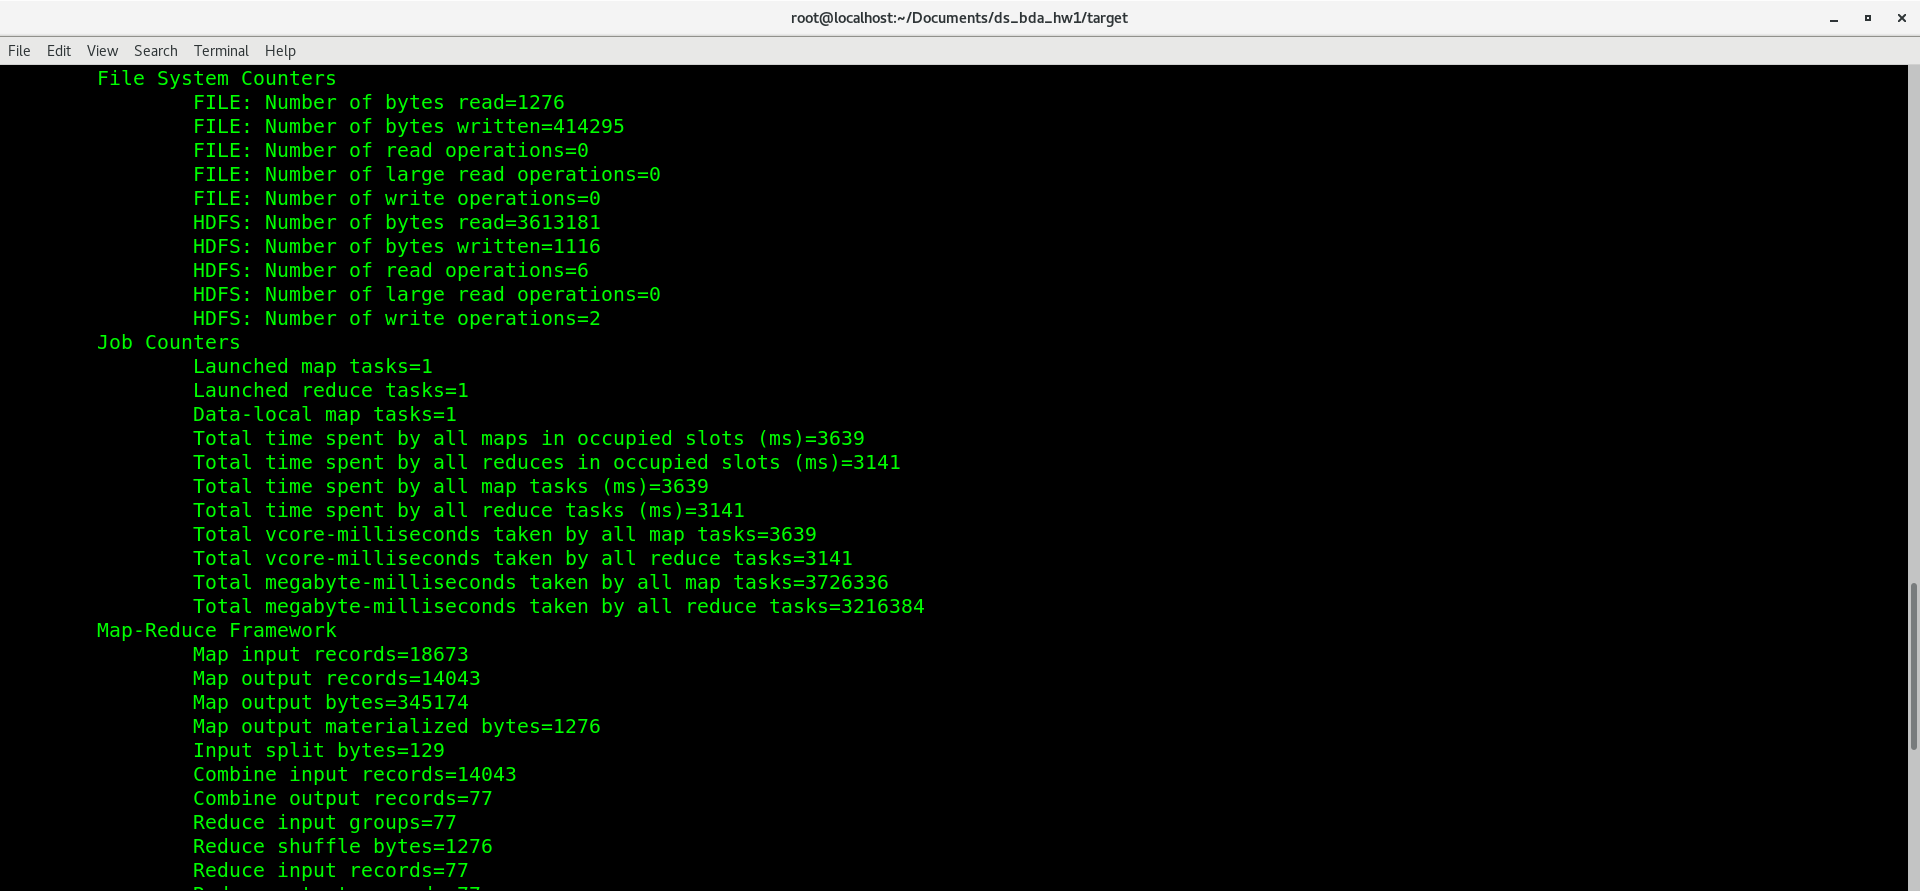 root@localhost:~/Documents/ds_bda_hw1/target
File Edit View Search Terminal Help
File System Counters
FILE: Number of bytes read=1276
FILE: Number of bytes written=414295
FILE: Number of read operations=0
FILE: Number of large read operations=0
FILE: Number of write operations=0
HDFS: Number of bytes read=3613181
HDFS: Number of bytes written=1116
HDFS: Number of read operations=6
HDFS: Number of large read operations=0
HDFS: Number of write operations=2
Job Counters
Launched map tasks=1
Launched reduce tasks=1
Data-local map tasks=1
Total time spent by all maps in occupied slots (ms)=3639
Total time spent by all reduces in occupied slots (ms)=3141
Total time spent by all map tasks (ms)=3639
Total time spent by all reduce tasks (ms)=3141
Total vcore-milliseconds taken by all map tasks=3639
Total vcore-milliseconds taken by all reduce tasks=3141
Total megabyte-milliseconds taken by all map tasks=3726336
Total megabyte-milliseconds taken by all reduce tasks=3216384
Map-Reduce Framework
Map input records=18673
Map output records=14043
Map output bytes=345174
Map output materialized bytes=1276
Input split bytes=129
Combine input records=14043
Combine output records=77
Reduce input groups=77
Reduce shuffle bytes=1276
Reduce input records=77